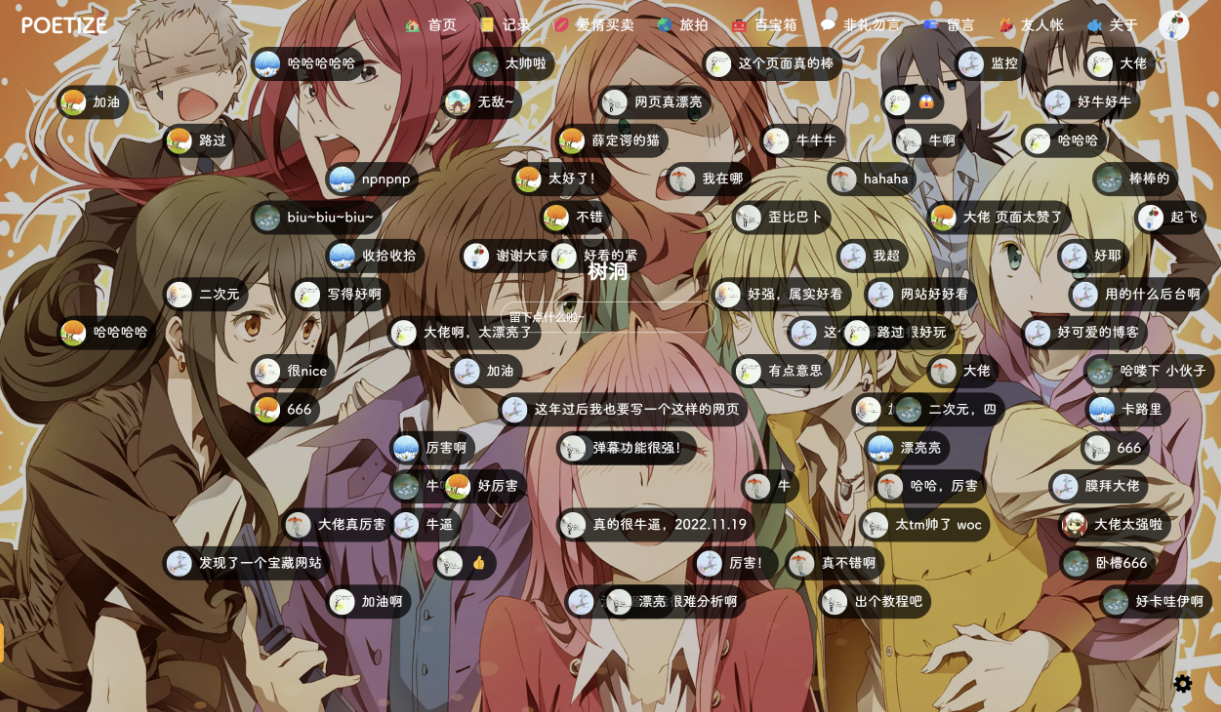 POETIZE
首页 记录 爱情买卖 旅拍 百宝箱 非礼勿言 留言 友人帐 关于
哈哈哈哈哈 太帅啦 这个页面真的棒 监控 大佬
加油 无敌~ 网页真漂亮 好牛好牛
路过 薛定谔的猫 牛牛牛 牛啊 哈哈哈
npnpnp 太好了! 我在哪 hahaha 棒棒的
biu~biu~biu~ 不错 歪比巴卜 大佬 页面太赞了 起飞
收拾收拾 谢谢大家 好看的紧 我超 好耶
树洞
二次元 写得好啊 好强，属实好看 网站好好看 用的什么后台啊
留下点什么啦~
哈哈哈哈 大佬啊，太漂亮了 这 路过 很好玩 好可爱的博客
很nice 加油 有点意思 大佬 哈喽下 小伙子
666 这年过后我也要写一个这样的网页 二次元，四 卡路里
厉害啊 弹幕功能很强! 漂亮亮 666
牛 好厉害 牛 哈哈，厉害 膜拜大佬
大佬真厉害 牛逼 真的很牛逼，2022.11.19 太tm帅了 woc 大佬太强啦
发现了一个宝藏网站 👍 厉害! 真不错啊 卧槽666
加油啊 漂亮 很难分析啊 出个教程吧 好卡哇伊啊